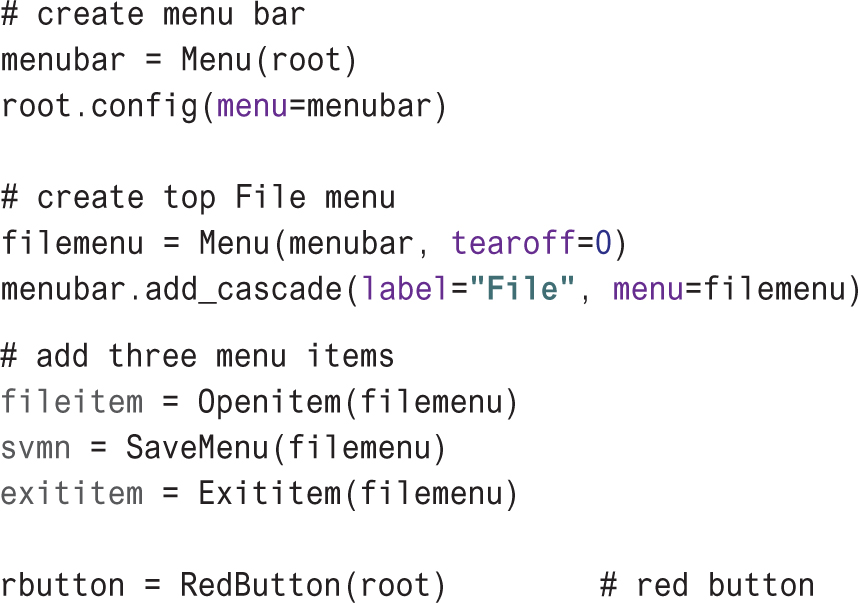 # create menu bar
menubar = Menu(root)
root.config(menu=menubar)
# create top File menu
filemenu = Menu(menubar, tearoff=0)
menubar.add_cascade(label="File", menu=filemenu)
# add three menu items
fileitem = Openitem(filemenu)
svmn = SaveMenu(filemenu)
exititem = Exititem(filemenu)
rbutton = RedButton(root) # red button